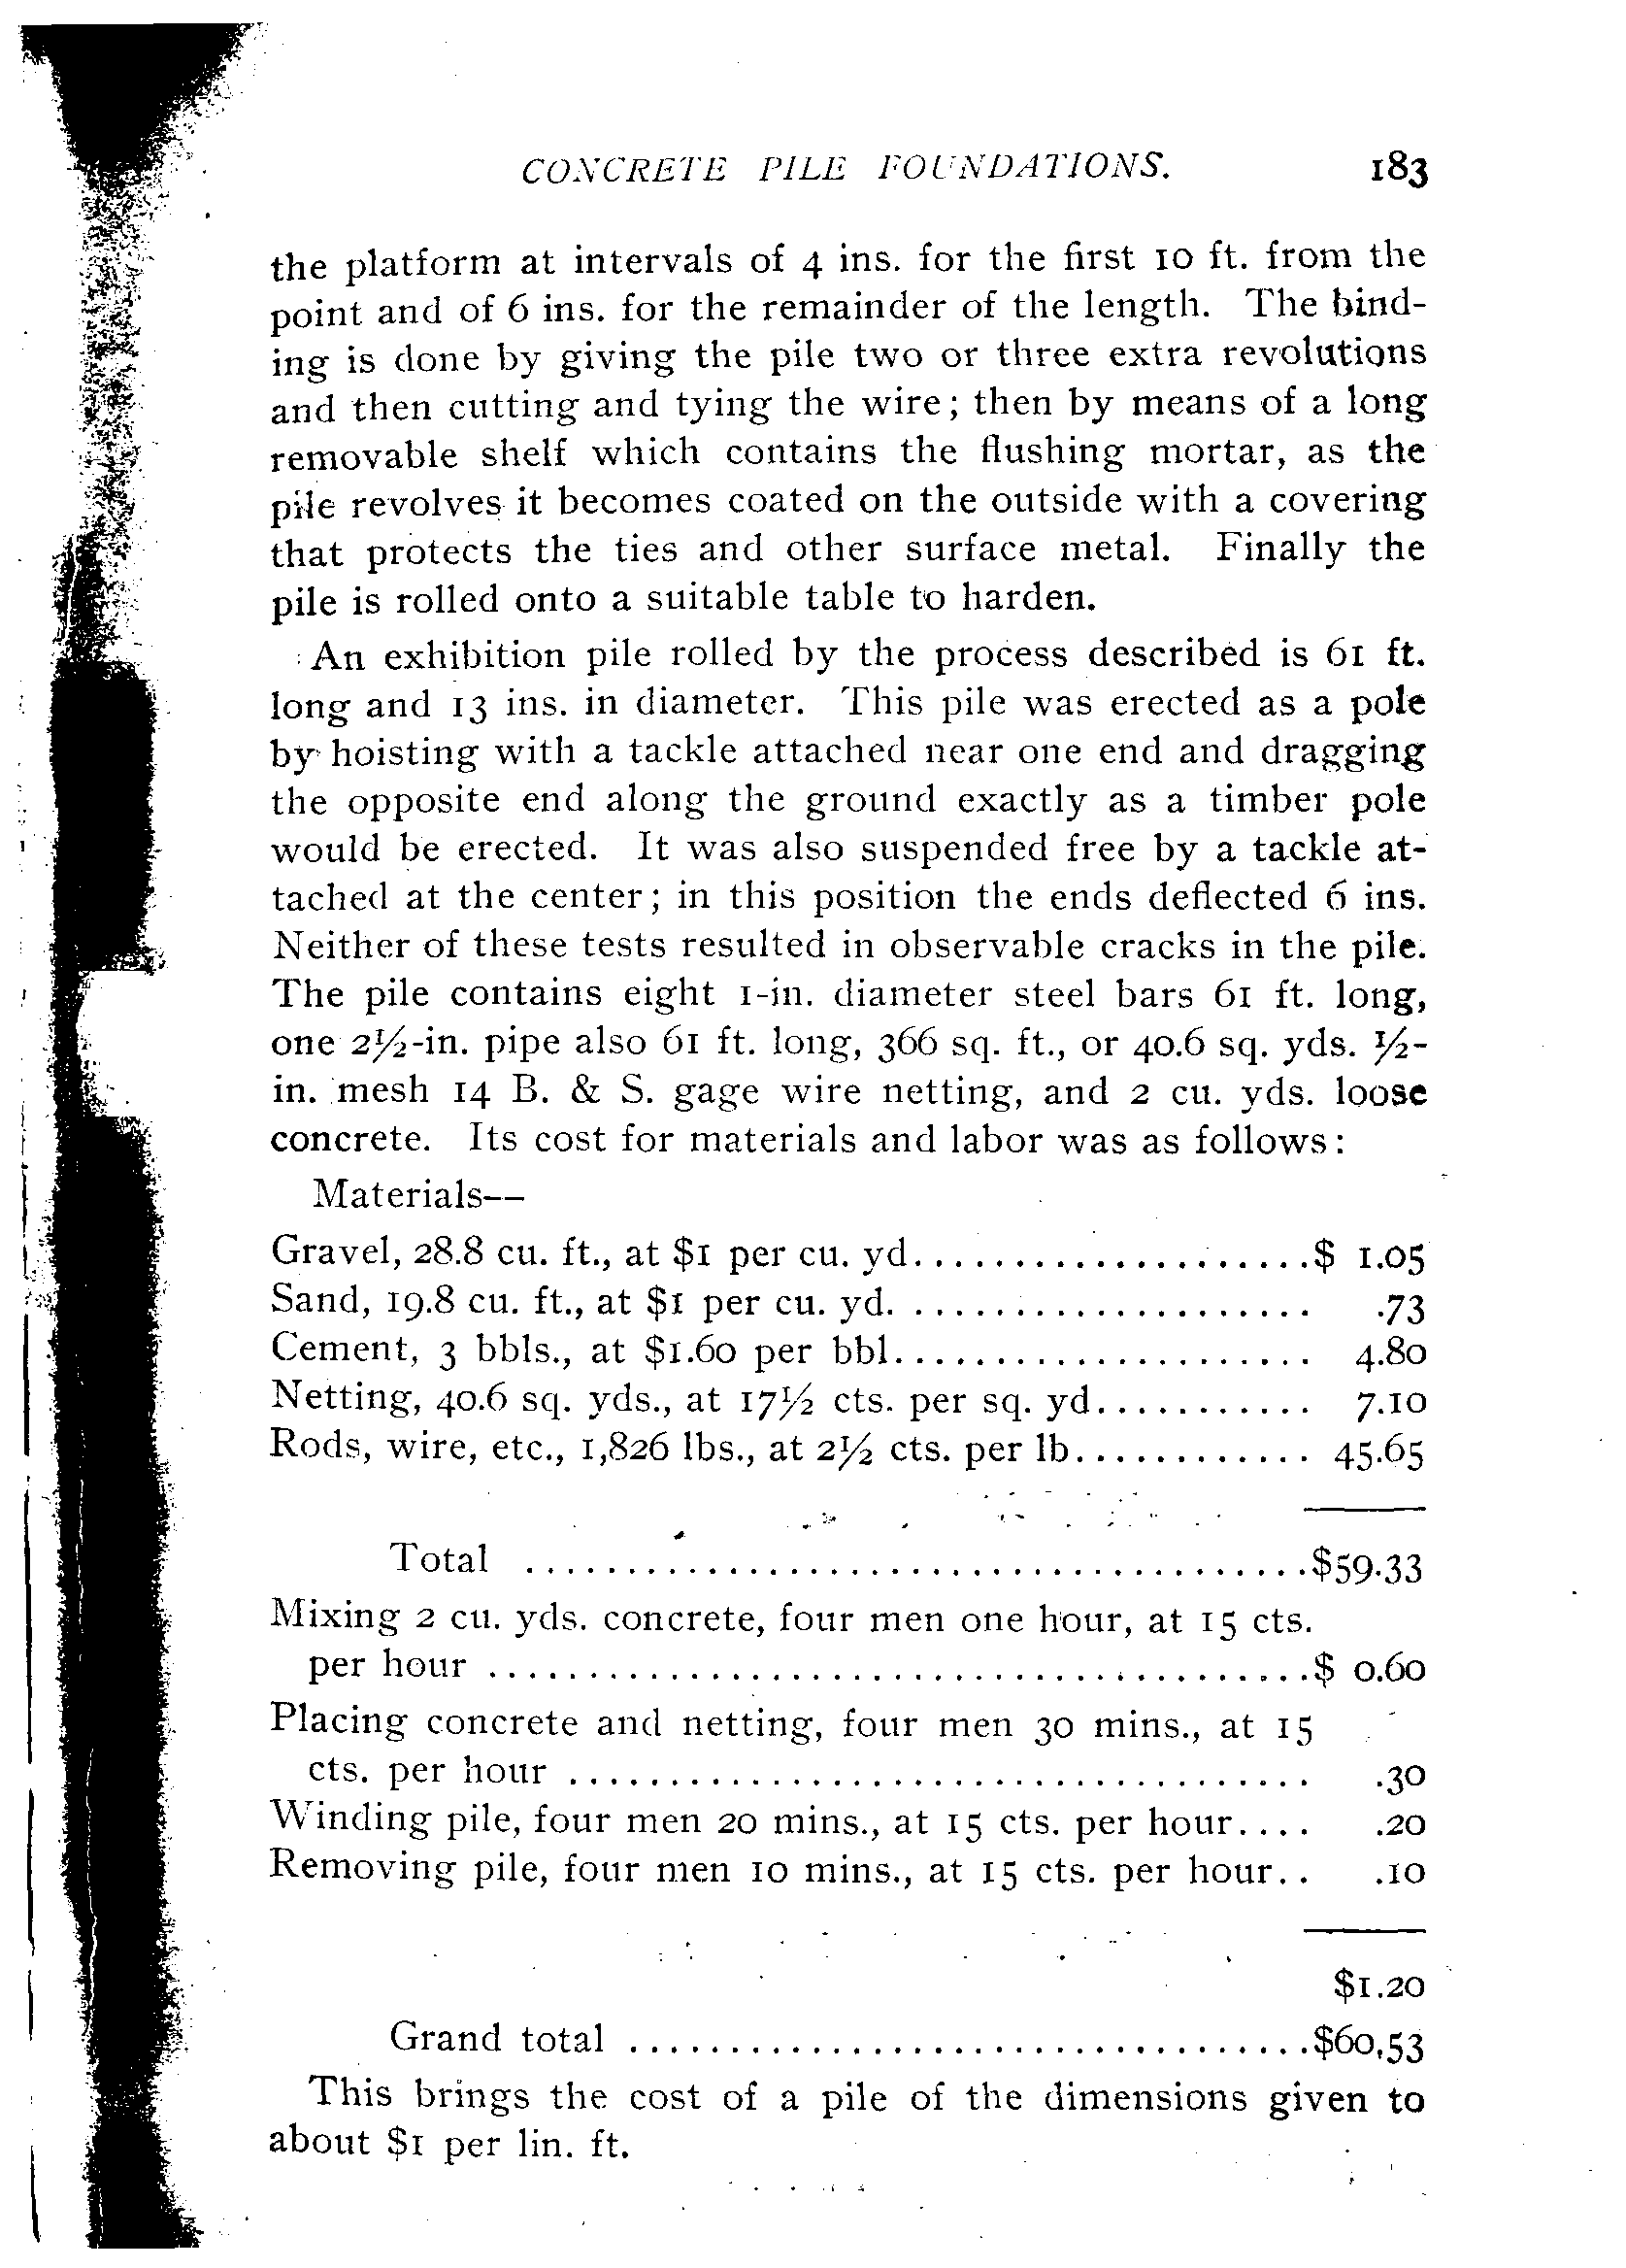 CONCRETE PILE FOUNDATIONS. 183
the platform at intervals of 4 ins. for the first 10 ft. from the
point and of 6 ins. for the remainder of the length. The bind-
ing is done by giving the pile two or three extra revolutions
and then cutting and tying the wire; then by means of a long
removable shelf which contains the flushing mortar, as the
pile revolves it becomes coated on the outside with a covering
that protects the ties and other surface metal. Finally the
pile is rolled onto a suitable table to harden.
An exhibition pile rolled by the process described is 61 ft.
long and 13 ins. in diameter. This pile was erected as a pole
by hoisting with a tackle attached near one end and dragging
the opposite end along the ground exactly as a timber pole
would be erected. It was also suspended free by a tackle at-
tached at the center; in this position the ends deflected 6 ins.
Neither of these tests resulted in observable cracks in the pile.
The pile contains eight 1-in. diameter steel bars 61 ft. long,
one 2½-in. pipe also 61 ft. long, 366 sq. ft., or 40.6 sq. yds. ½-
in. mesh 14 B. & S. gage wire netting, and 2 cu. yds. loose
concrete. Its cost for materials and labor was as follows:
Materials--
Gravel, 28.8 cu. ft., at $1 per cu. yd....................$ 1.05
Sand, 19.8 cu. ft., at $1 per cu. yd..................... .73
Cement, 3 bbls., at $1.60 per bbl..................... 4.80
Netting, 40.6 sq. yds., at 17½ cts. per sq. yd........... 7.10
Rods, wire, etc., 1,826 lbs., at 2½ cts. per lb............ 45.65
Total .......................................$59.33
Mixing 2 cu. yds. concrete, four men one hour, at 15 cts.
per hour .........................................$ 0.60
Placing concrete and netting, four men 30 mins., at 15
cts. per hour ..................................... .30
Winding pile, four men 20 mins., at 15 cts. per hour.... .20
Removing pile, four men 10 mins., at 15 cts. per hour.. .10
$1.20
Grand total ..................................$60,53
This brings the cost of a pile of the dimensions given to
about $1 per lin. ft.